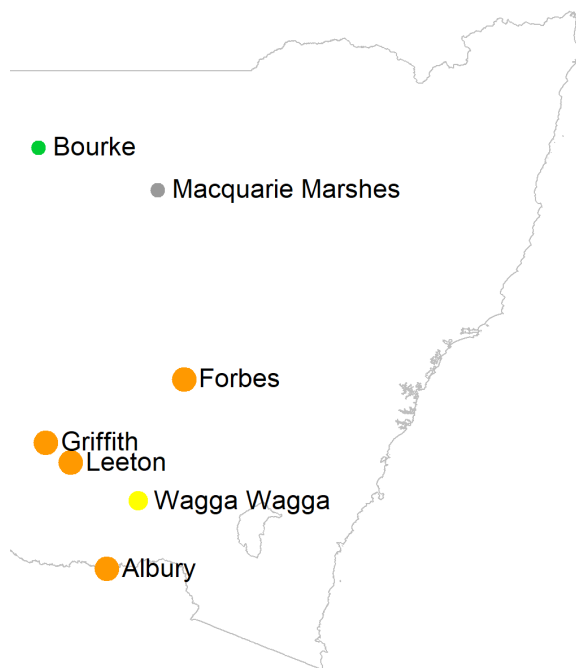 Bourke
Macquarie Marshes
Forbes
Griffith
Leeton
Wagga Wagga
Albury